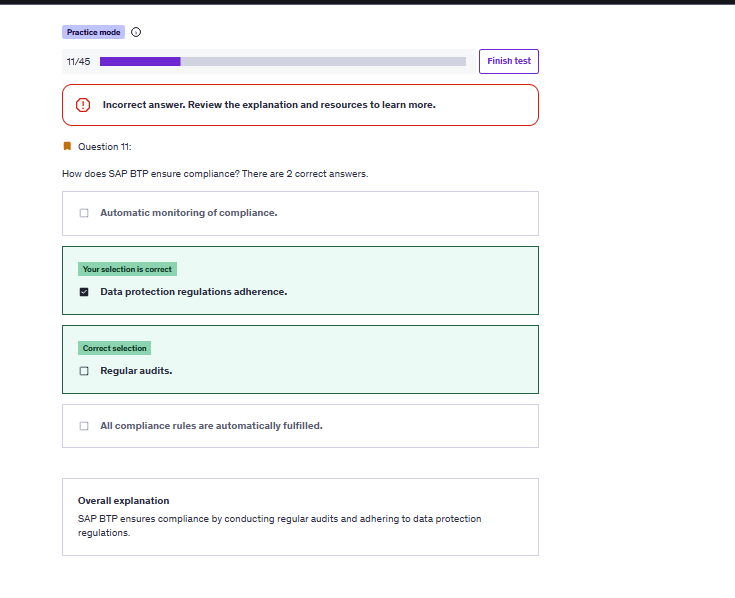 Practice mode
11/45
Finish test
Incorrect answer. Review the explanation and resources to learn more.
Question 11:
How does SAP BTP ensure compliance? There are 2 correct answers.
Automatic monitoring of compliance.
Your selection is correct
Data protection regulations adherence.
Correct selection
Regular audits.
All compliance rules are automatically fulfilled.
Overall explanation
SAP BTP ensures compliance by conducting regular audits and adhering to data protection
regulations.